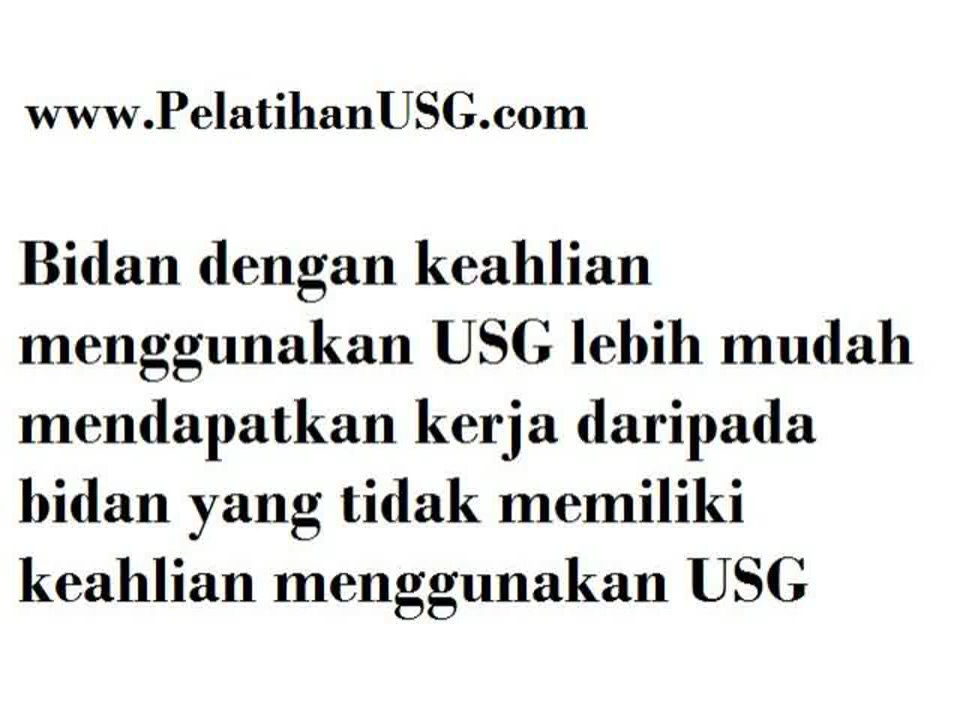 www.PelatihanUSG.com
Bidan dengan keahlian
menggunakan USG lebih mudah
mendapatkan kerja daripada
bidan yang tidak memiliki
keahlian menggunakan USG